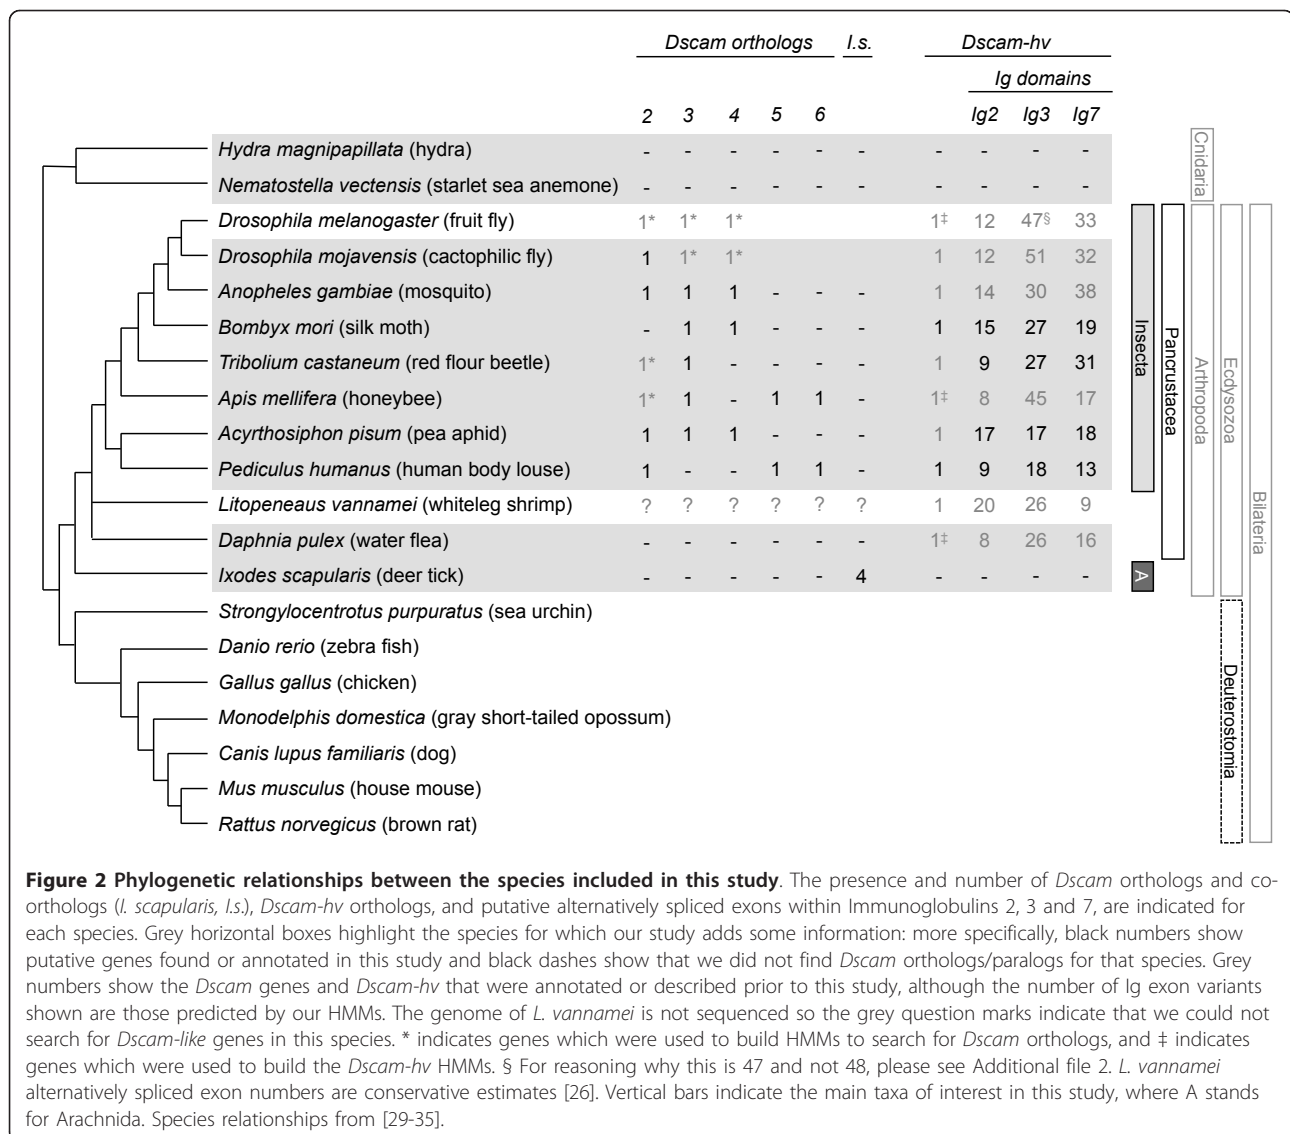 Dscam orthologs I.s. Dscam-hv
Ig domains
2 3 4 5 6 Ig2 Ig3 Ig7
Hydra magnipapillata (hydra) - - - - - - - - - -
Nematostella vectensis (starlet sea anemone) - - - - - - - - - -
Drosophila melanogaster (fruit fly) 1* 1* 1* 1‡ 12 47§ 33
Drosophila mojavensis (cactophilic fly) 1 1* 1* 1 12 51 32
Anopheles gambiae (mosquito) 1 1 1 - - - 1 14 30 38
Bombyx mori (silk moth) - 1 1 - - - 1 15 27 19
Tribolium castaneum (red flour beetle) 1* 1 - - - - 1 9 27 31
Apis mellifera (honeybee) 1* 1 - 1 1 - 1‡ 8 45 17
Acyrthosiphon pisum (pea aphid) 1 1 1 - - - 1 17 17 18
Pediculus humanus (human body louse) 1 - - 1 1 - 1 9 18 13
Litopeneaus vannamei (whiteleg shrimp) ? ? ? ? ? ? 1 20 26 9
Daphnia pulex (water flea) - - - - - - 1‡ 8 26 16
Ixodes scapularis (deer tick) - - - - - 4 - - - -
Strongylocentrotus purpuratus (sea urchin)
Danio rerio (zebra fish)
Gallus gallus (chicken)
Monodelphis domestica (gray short-tailed opossum)
Canis lupus familiaris (dog)
Mus musculus (house mouse)
Rattus norvegicus (brown rat)
Cnidaria
Insecta
A
Pancrustacea
Arthropoda
Ecdysozoa
Deuterostomia
Bilateria
Figure 2 Phylogenetic relationships between the species included in this study. The presence and number of Dscam orthologs and co-
orthologs (I. scapularis, I.s.), Dscam-hv orthologs, and putative alternatively spliced exons within Immunoglobulins 2, 3 and 7, are indicated for
each species. Grey horizontal boxes highlight the species for which our study adds some information: more specifically, black numbers show
putative genes found or annotated in this study and black dashes show that we did not find Dscam orthologs/paralogs for that species. Grey
numbers show the Dscam genes and Dscam-hv that were annotated or described prior to this study, although the number of Ig exon variants
shown are those predicted by our HMMs. The genome of L. vannamei is not sequenced so the grey question marks indicate that we could not
search for Dscam-like genes in this species. * indicates genes which were used to build HMMs to search for Dscam orthologs, and ‡ indicates
genes which were used to build the Dscam-hv HMMs. § For reasoning why this is 47 and not 48, please see Additional file 2. L. vannamei
alternatively spliced exon numbers are conservative estimates [26]. Vertical bars indicate the main taxa of interest in this study, where A stands
for Arachnida. Species relationships from [29-35].